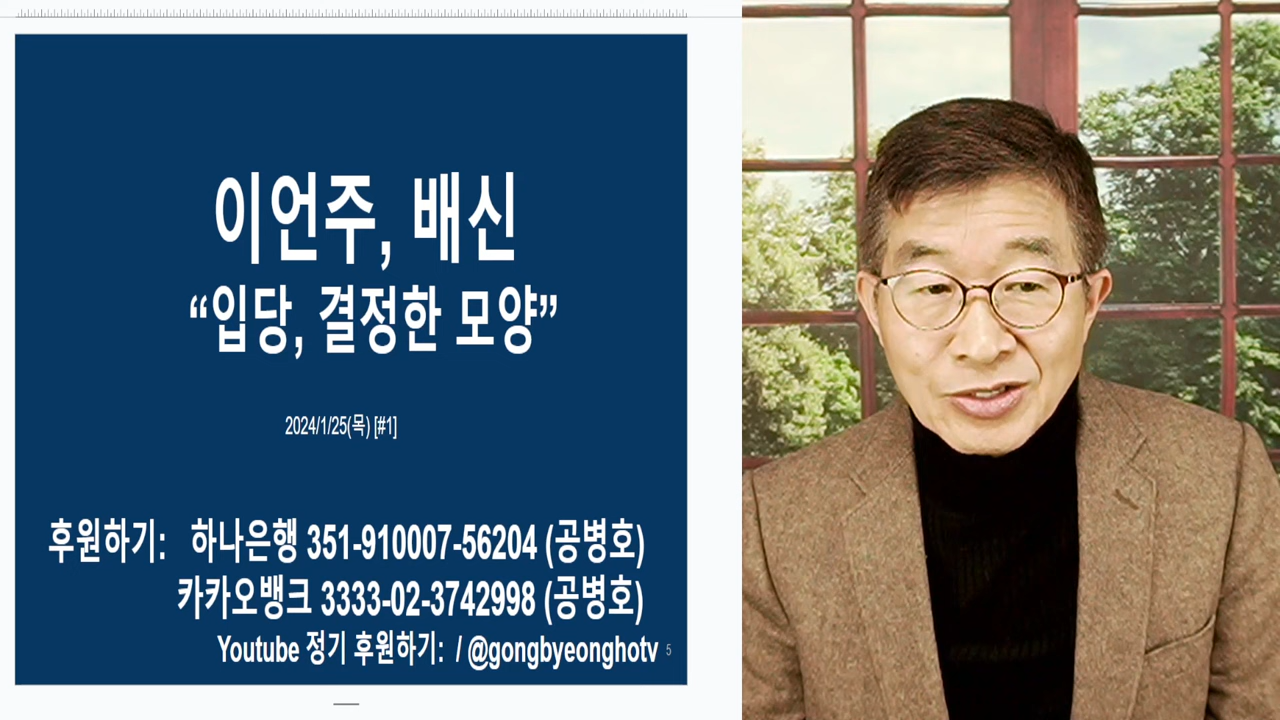 이언주, 배신
“입당, 결정한 모양”
2024/1/25(목) [#1]
후원하기: 하나은행 351-910007-56204 (공병호)
카카오뱅크 3333-02-3742998 (공병호)
Youtube 정기 후원하기: / @gongbyeonghotv
5